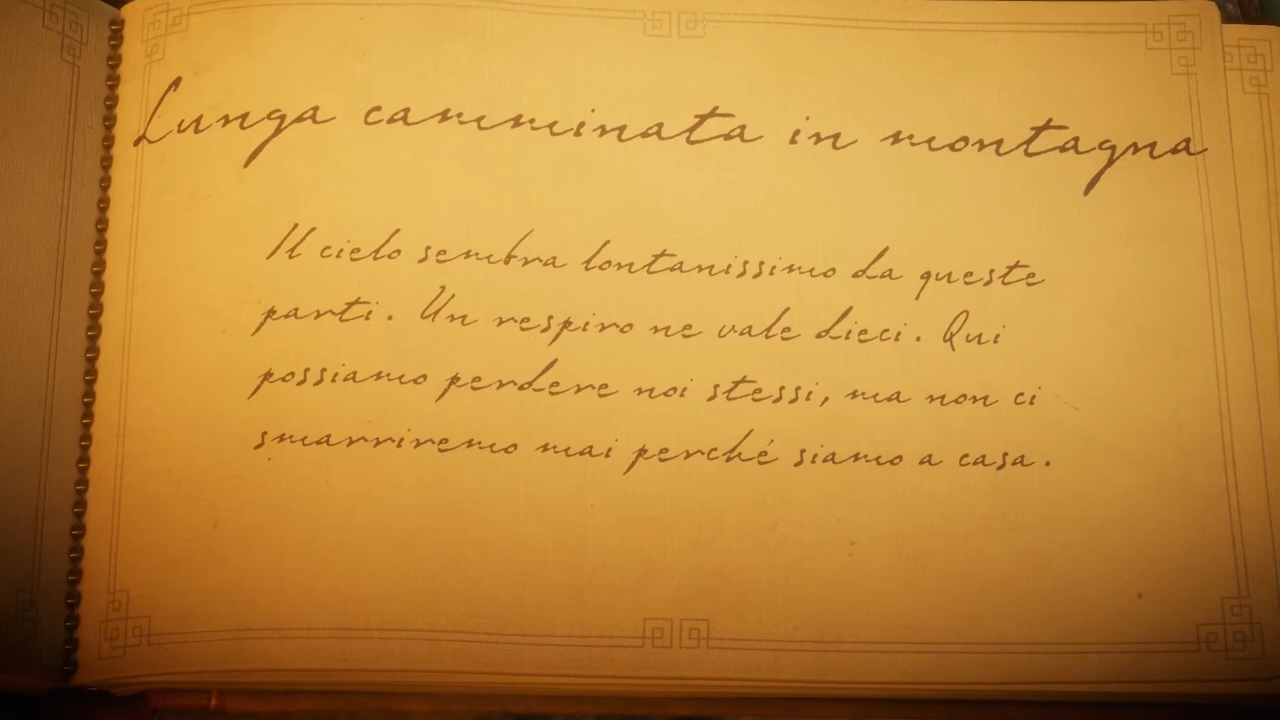 Lunga camminata in montagna
Il cielo sembra lontanissimo da queste
parti. Un respiro ne vale dieci. Qui
possiamo perdere noi stessi, ma non ci
smarriremo mai perché siamo a casa.